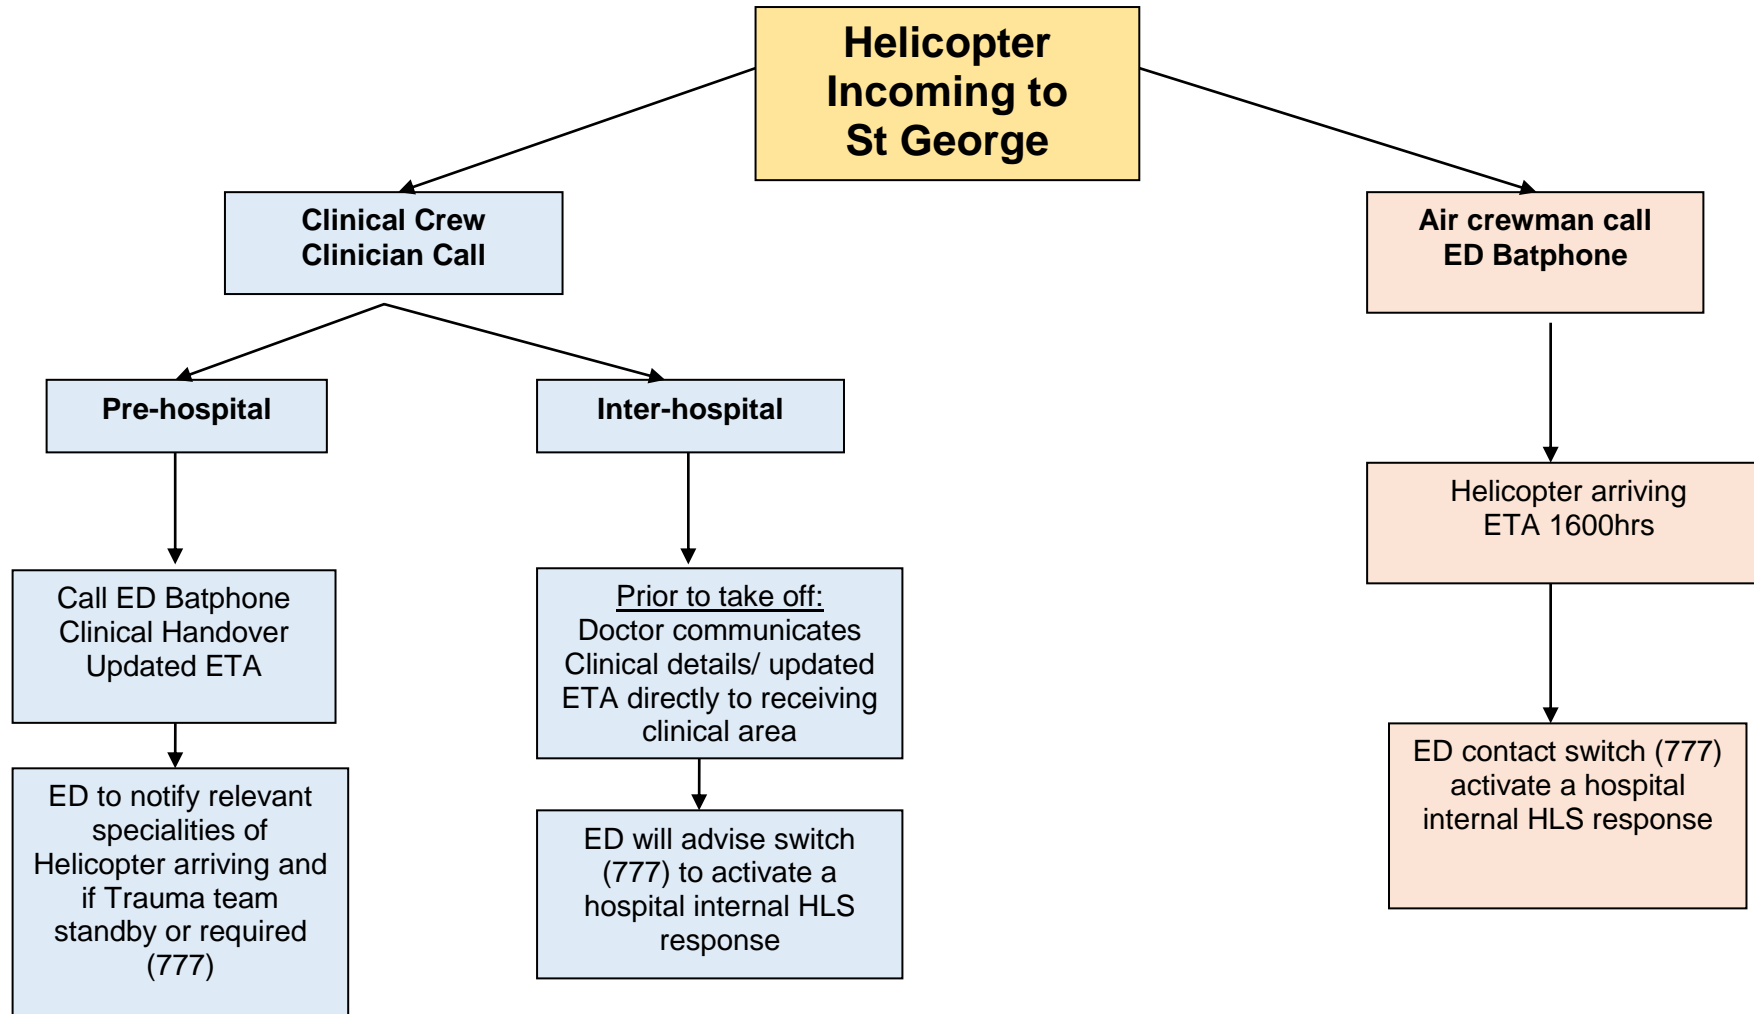 Helicopter
Incoming to
St George
Clinical Crew
Clinician Call
Air crewman call
ED Batphone
Pre-hospital
Inter-hospital
Helicopter arriving
ETA 1600hrs
Call ED Batphone
Clinical Handover
Updated ETA
Prior to take off:
Doctor communicates
Clinical details/ updated
ETA directly to receiving
clinical area
ED contact switch (777)
activate a hospital
internal HLS response
ED to notify relevant
specialities of
Helicopter arriving and
if Trauma team
standby or required
(777)
ED will advise switch
(777) to activate a
hospital internal HLS
response